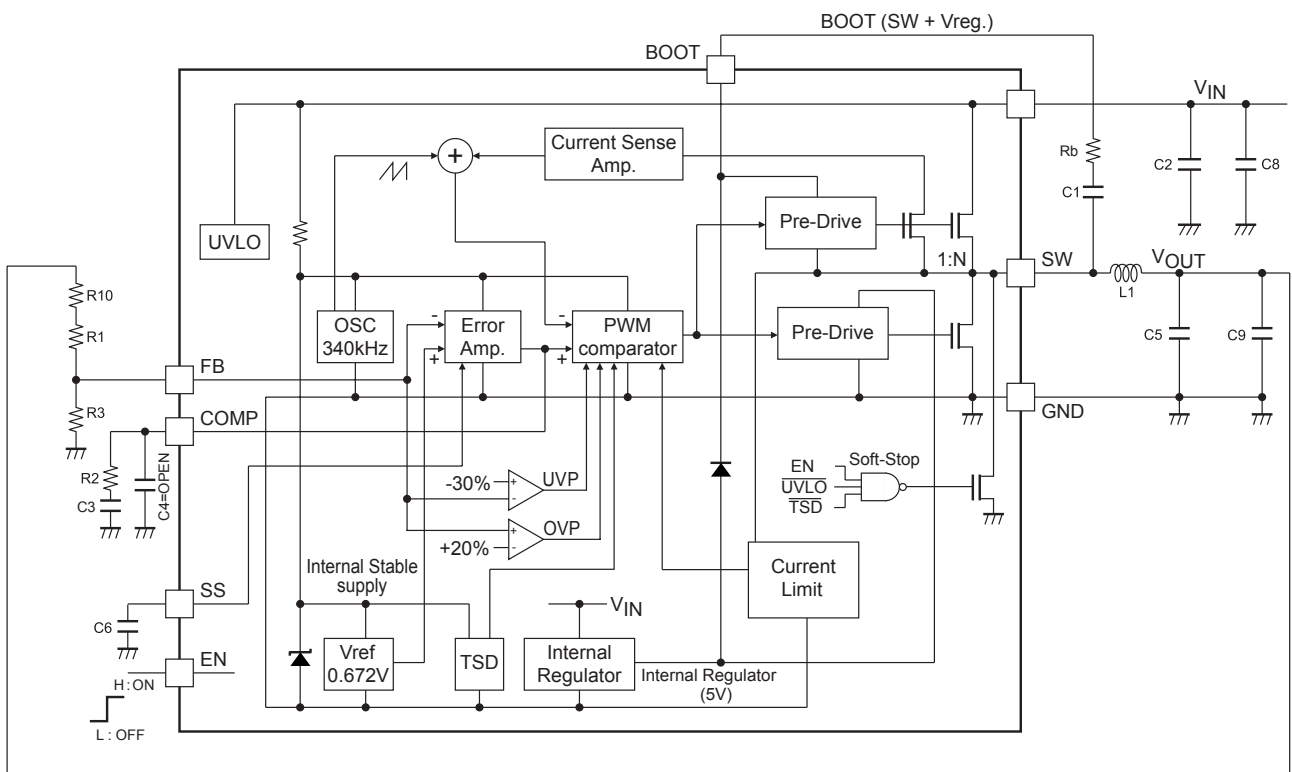 BOOT (SW + Vreg.)
BOOT
VIN
Current Sense
Amp.
+
Rb
C1
C2
C8
UVLO
Pre-Drive
1:N
SW
VOUT
L1
R10
R1
OSC
340kHz
-
Error
Amp.
+
-
PWM
comparator
+
Pre-Drive
C5
C9
FB
R3
COMP
GND
R2
C3
C4=OPEN
-30%
+
-
UVP
EN
UVLO
TSD
Soft-Stop
+20%
+
-
OVP
Internal Stable
supply
Current
Limit
SS
C6
VIN
Vref
0.672V
TSD
Internal
Regulator
Internal Regulator
(5V)
EN
H:ON
L : OFF